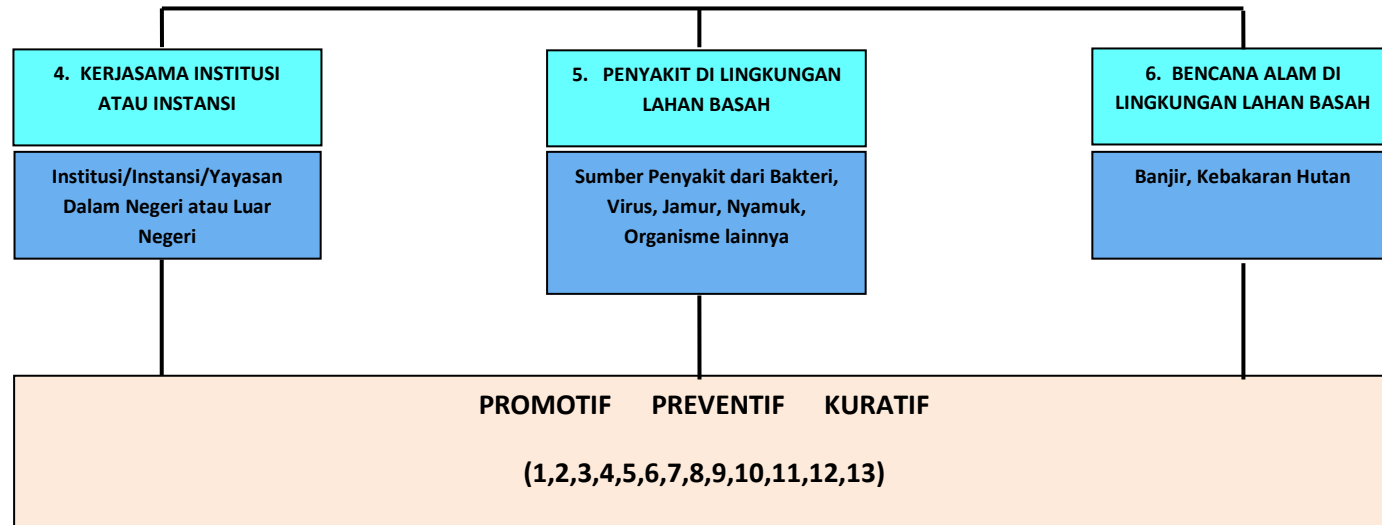 4. KERJASAMA INSTITUSI
ATAU INSTANSI
Institusi/Instansi/Yayasan
Dalam Negeri atau Luar
Negeri
5. PENYAKIT DI LINGKUNGAN
LAHAN BASAH
Sumber Penyakit dari Bakteri,
Virus, Jamur, Nyamuk,
Organisme lainnya
6. BENCANA ALAM DI
LINGKUNGAN LAHAN BASAH
Banjir, Kebakaran Hutan
PROMOTIF PREVENTIF KURATIF
(1,2,3,4,5,6,7,8,9,10,11,12,13)